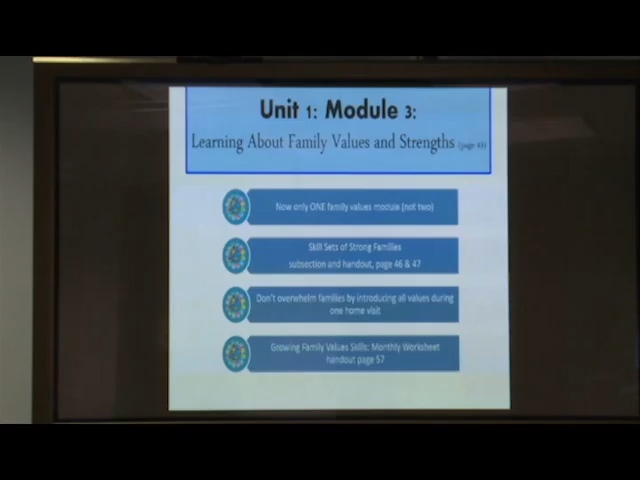 Unit 1: Module 3:
Learning About Family Values and Strengths (page 43)
Now only ONE family values module (not two)
Skill Sets of Strong Families
subsection and handout, page 46 & 47
Don't overwhelm families by introducing all values during
one home visit
Growing Family Values Skills: Monthly Worksheet
handout page 57